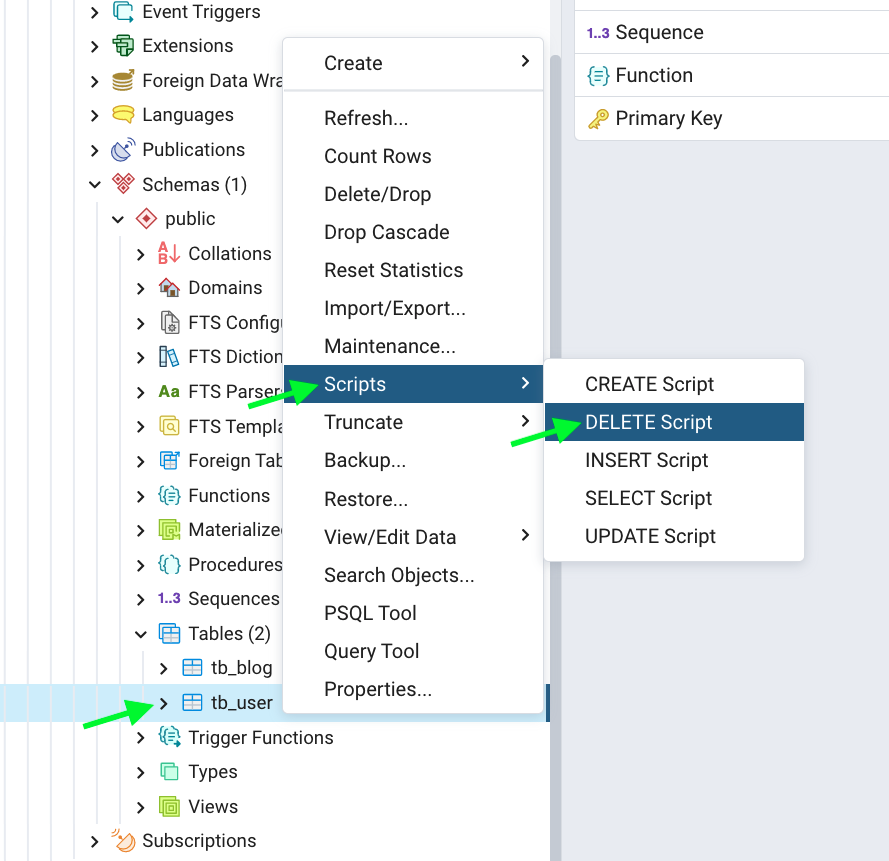 Event Triggers
Extensions
Foreign Data Wra
Languages
Publications
Schemas (1)
public
Collations
Domains
FTS Configu
FTS Diction
FTS Parser
FTS Templa
Foreign Tab
Functions
Materialize
Procedures
1..3 Sequences
Tables (2)
tb_blog
tb_user
Trigger Functions
Types
Views
Subscriptions
Create
Refresh...
Count Rows
Delete/Drop
Drop Cascade
Reset Statistics
Import/Export...
Maintenance...
Scripts
Truncate
Backup...
Restore...
View/Edit Data
Search Objects...
PSQL Tool
Query Tool
Properties...
CREATE Script
DELETE Script
INSERT Script
SELECT Script
UPDATE Script
1..3 Sequence
Function
Primary Key